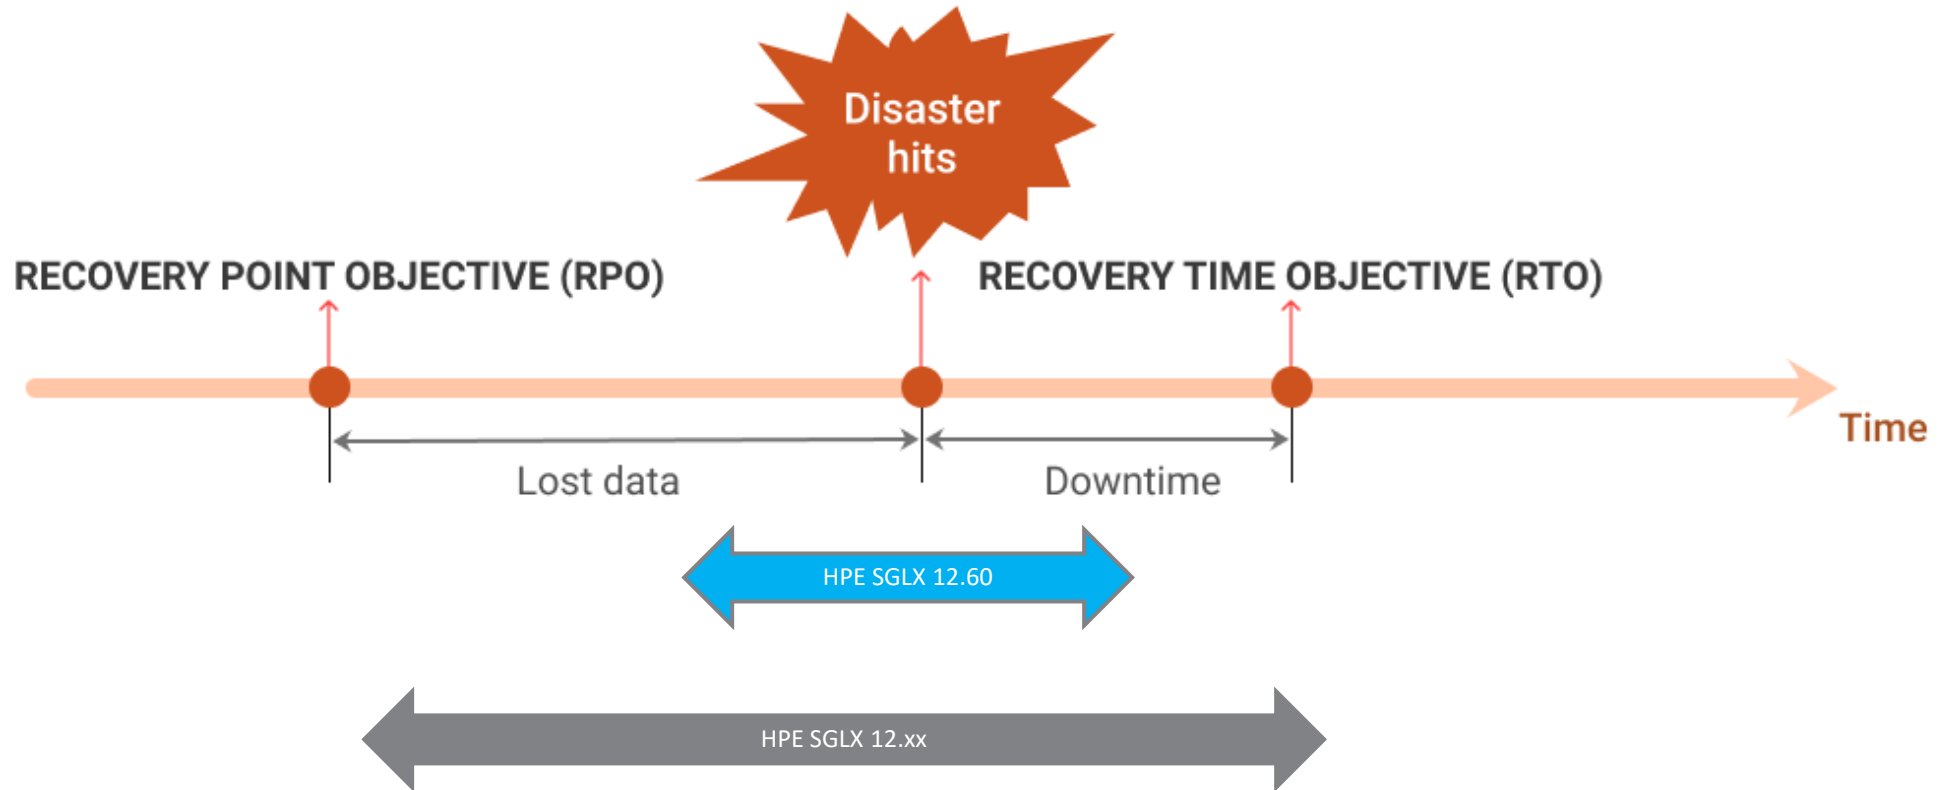 Disaster
hits
RECOVERY POINT OBJECTIVE (RPO)
RECOVERY TIME OBJECTIVE (RTO)
Time
Lost data
Downtime
HPE SGLX 12.60
HPE SGLX 12.xx